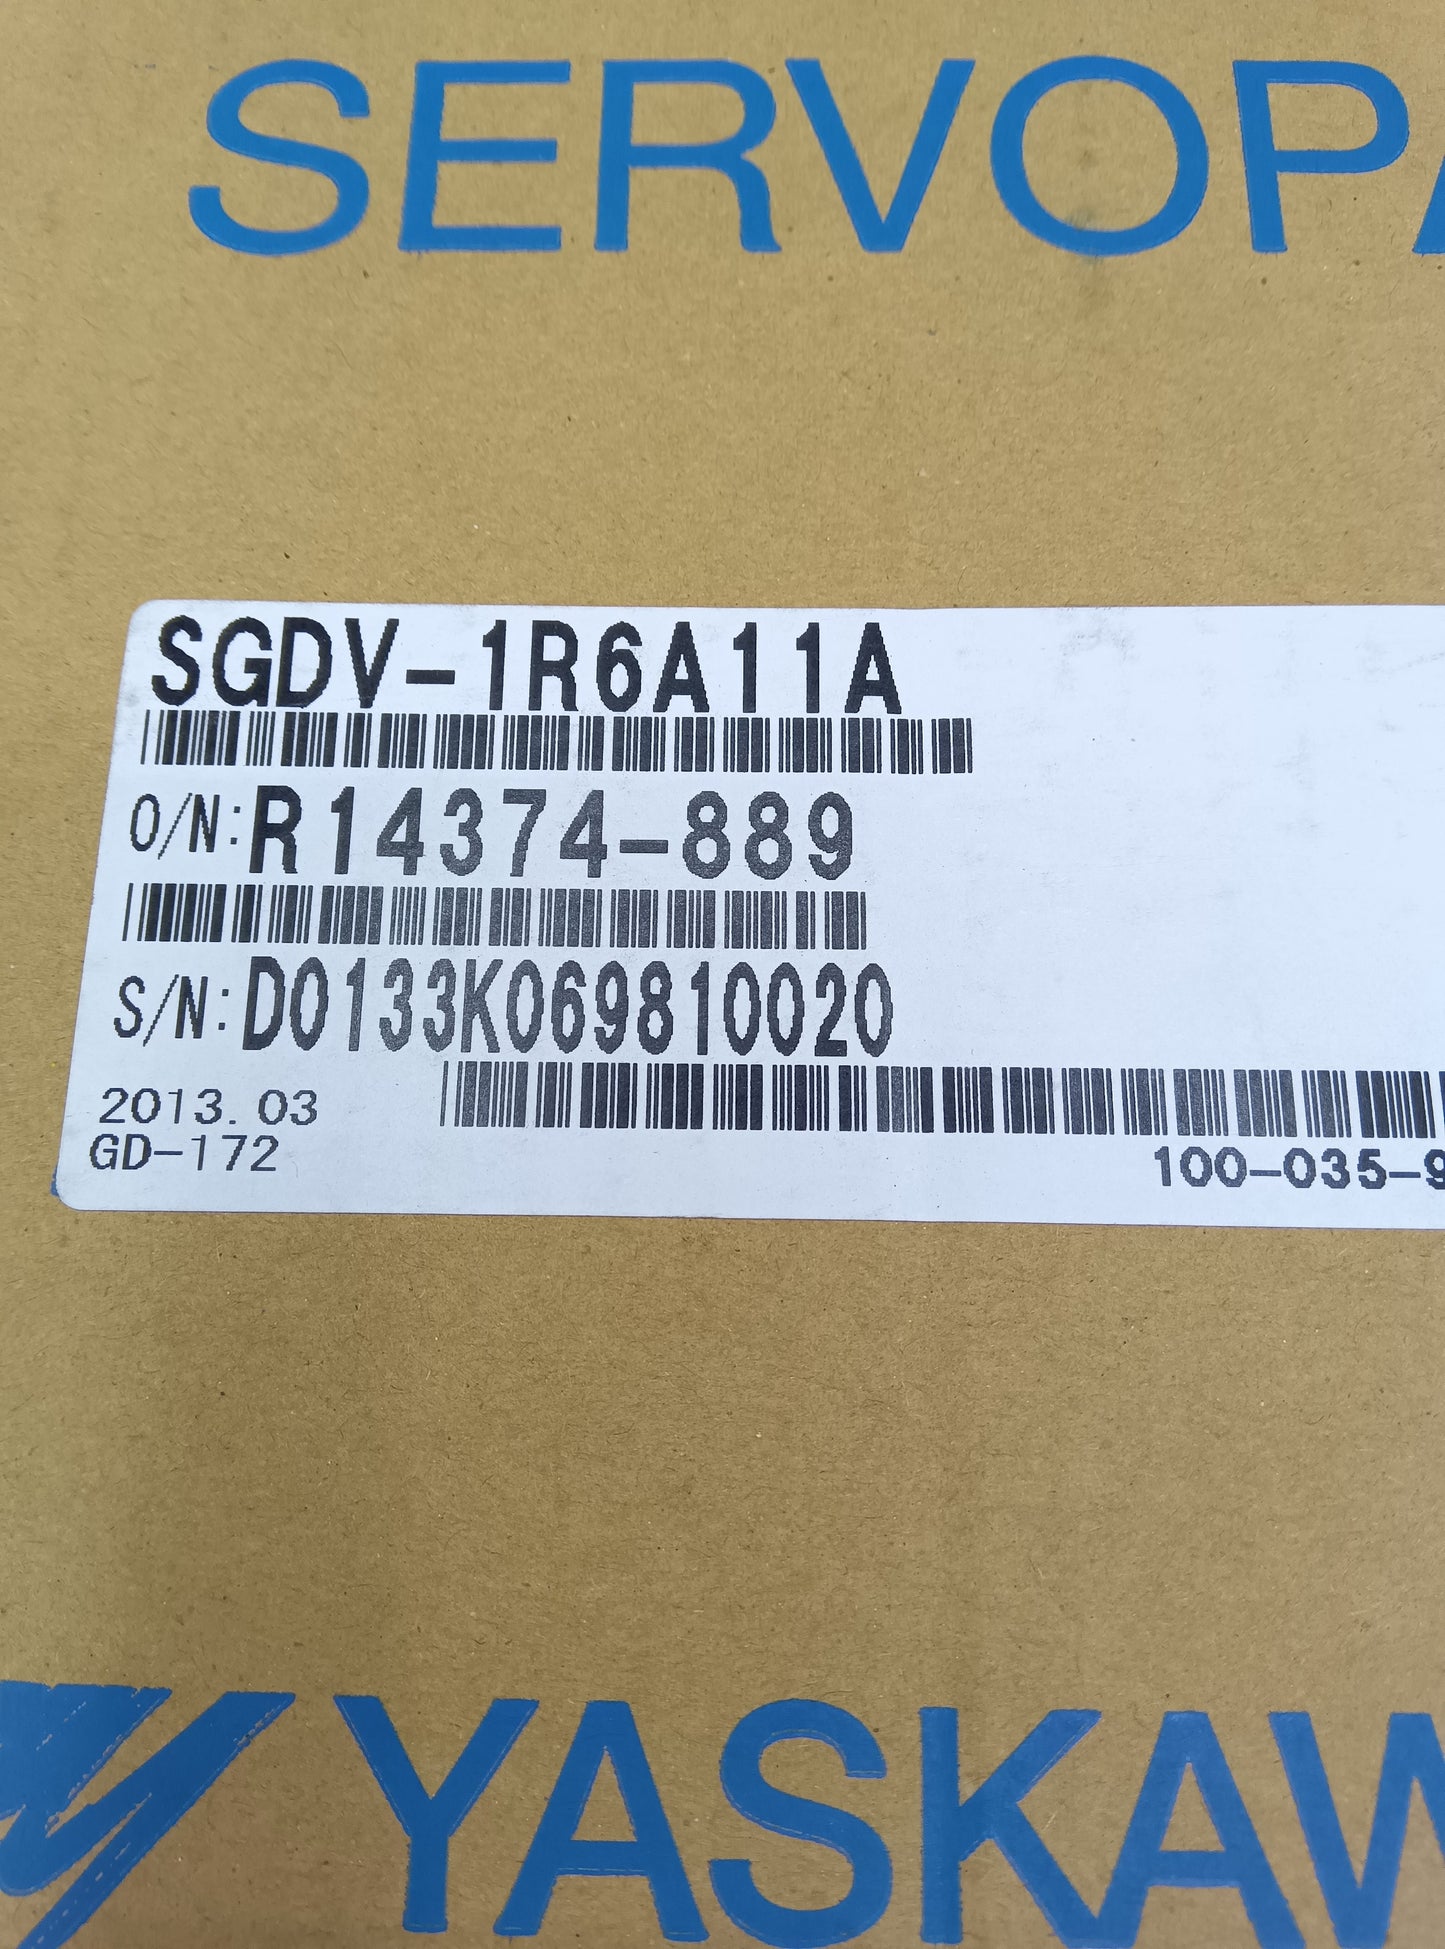 SERVOPA
SGDV-1R6A11A
O/N:R14374-889
S/N:D0133K069810020
2013.03
GD-172
100-035-9
YASKAW